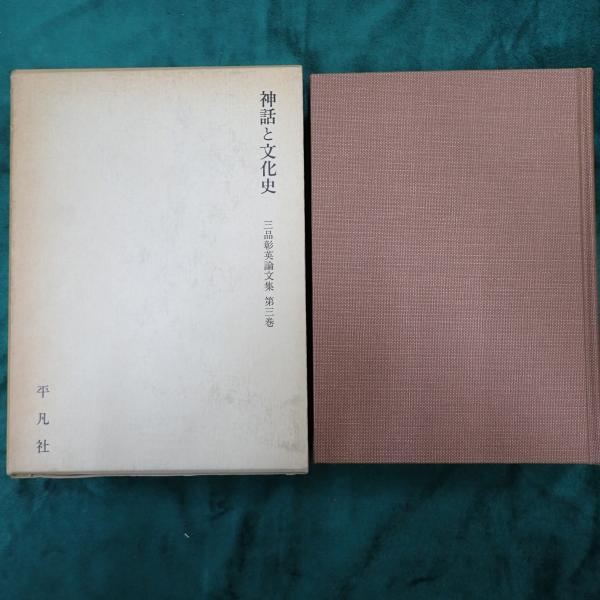 神話と文化史
三品彰英論文集 第三巻
平凡社